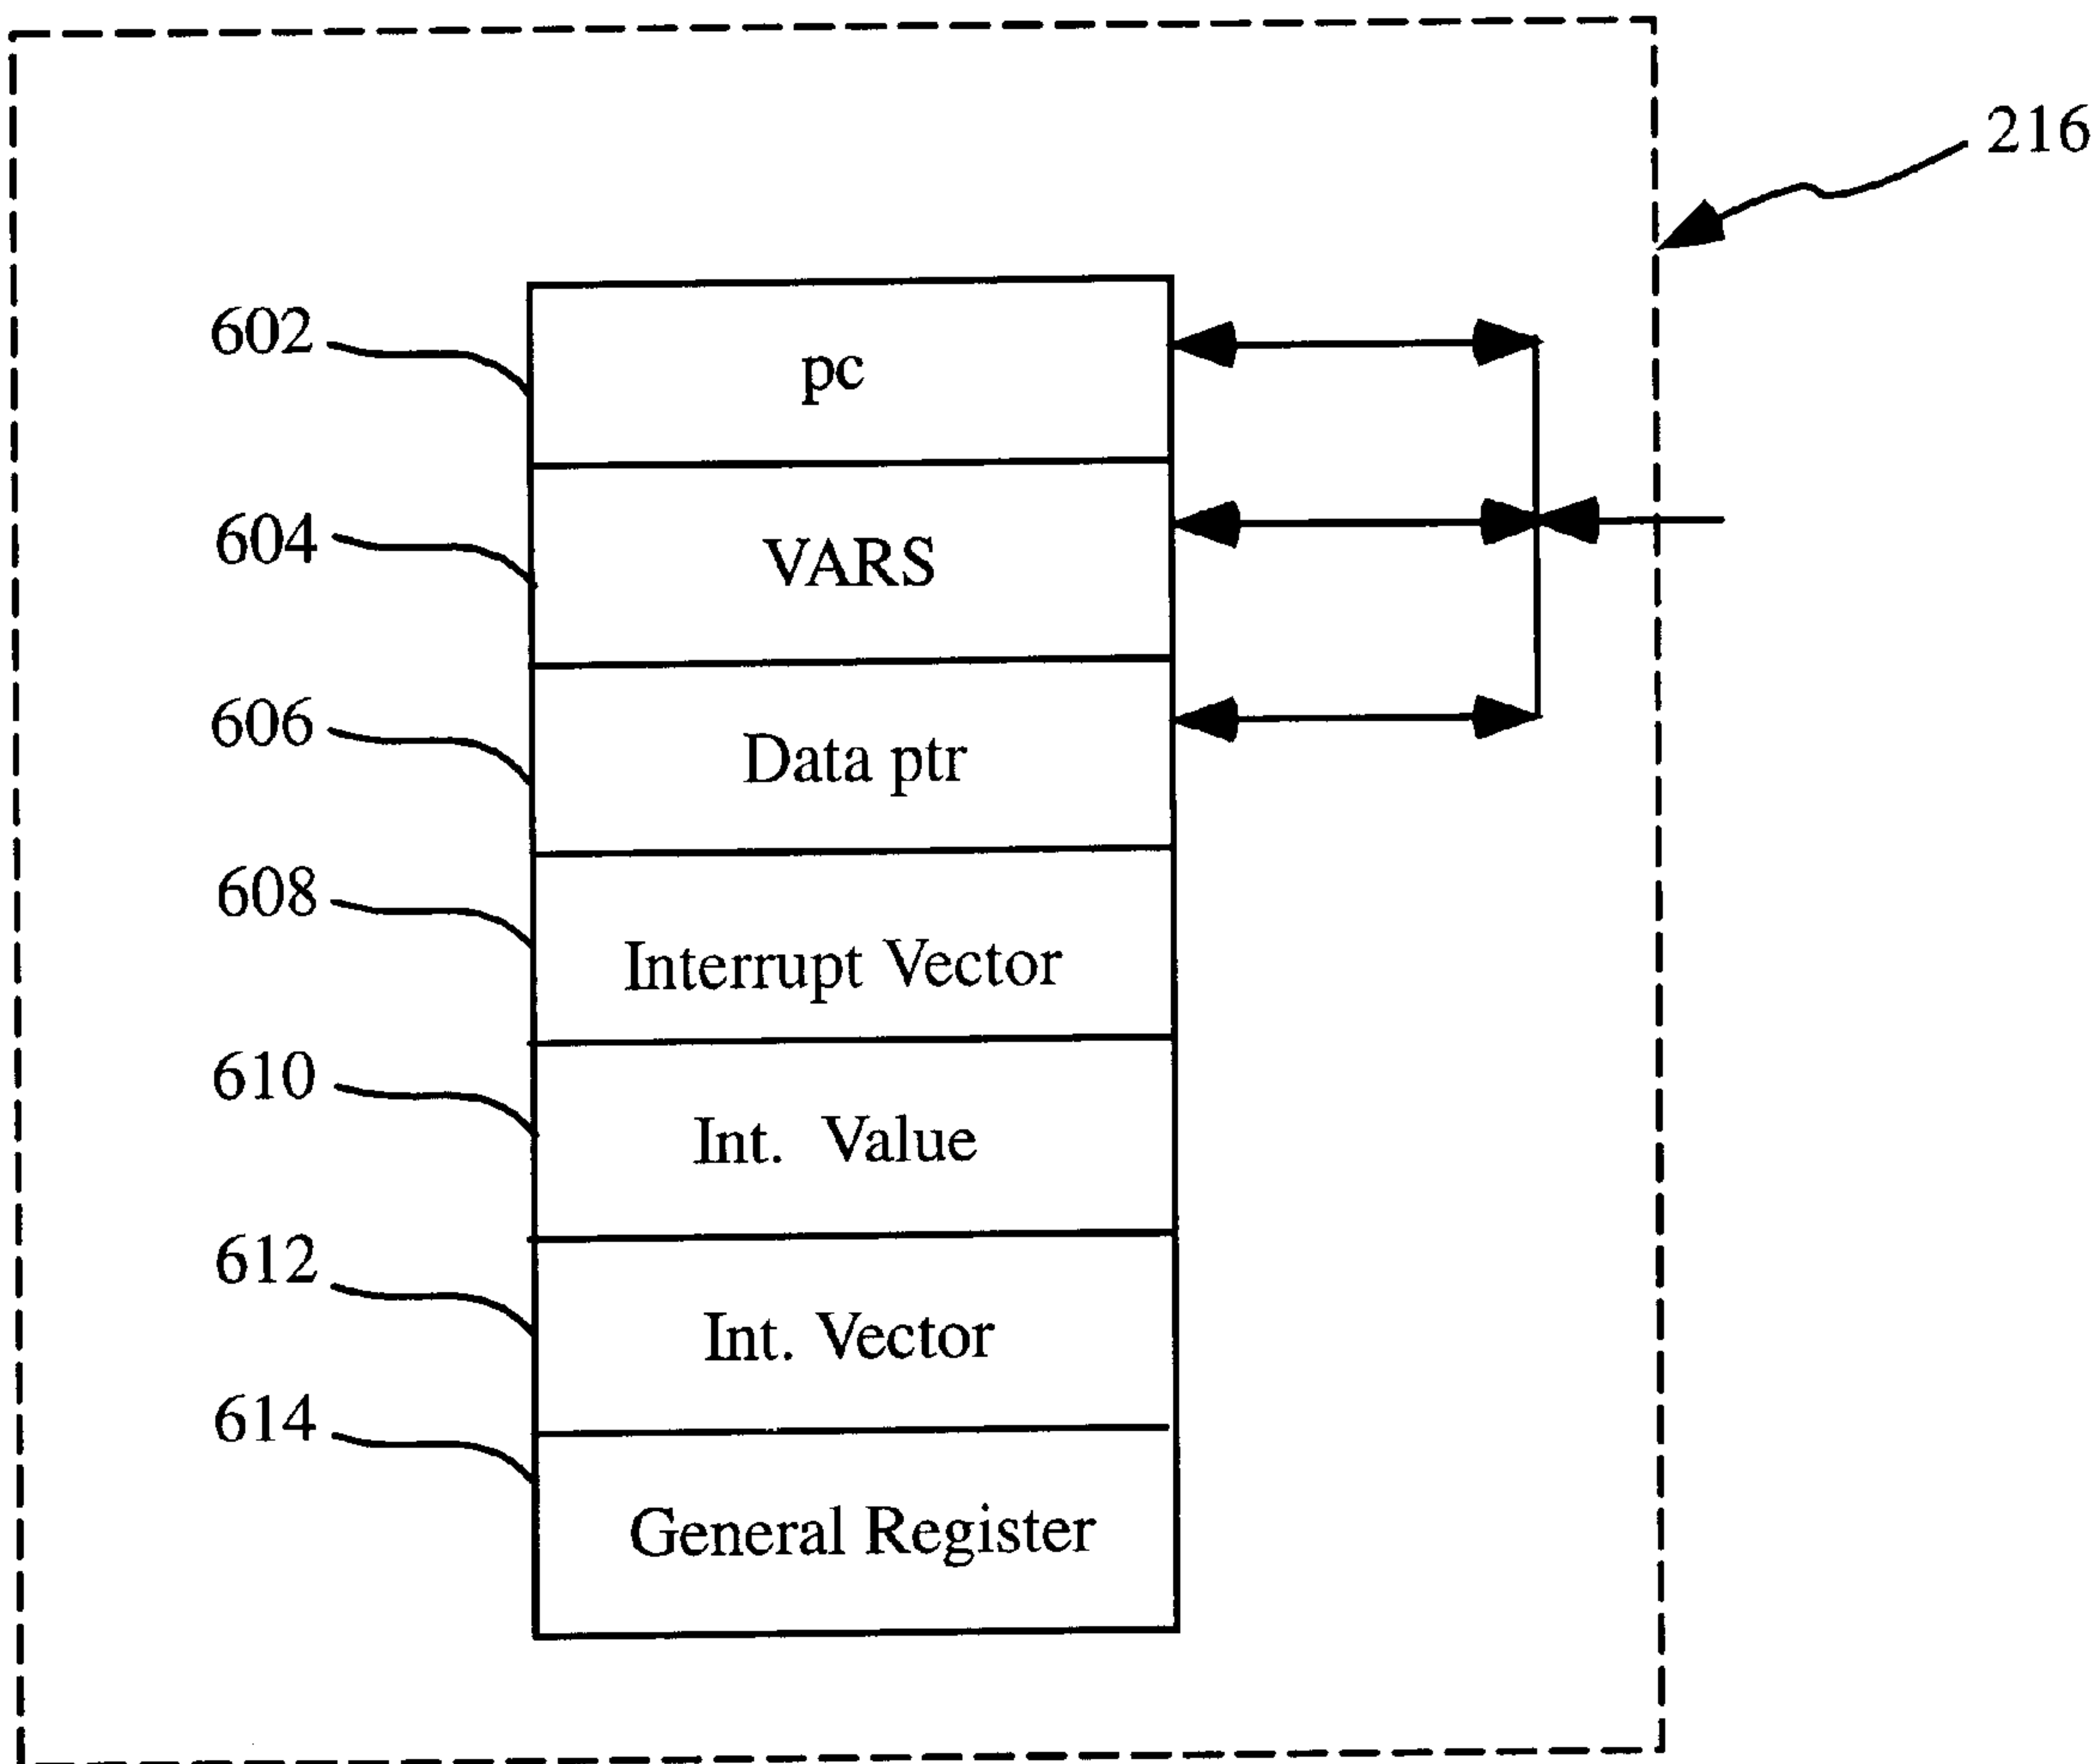 216
602
pc
604
VARS
606
Data ptr
608
Interrupt Vector
610
Int. Value
612
Int. Vector
614
General Register